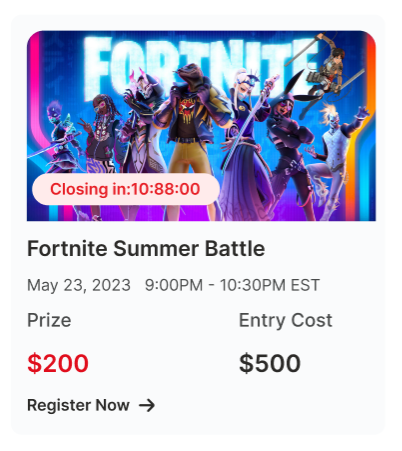 FORTNITE
Closing in:10:88:00
Fortnite Summer Battle
May 23, 2023 9:00PM - 10:30PM EST
Prize Entry Cost
$200 $500
Register Now →